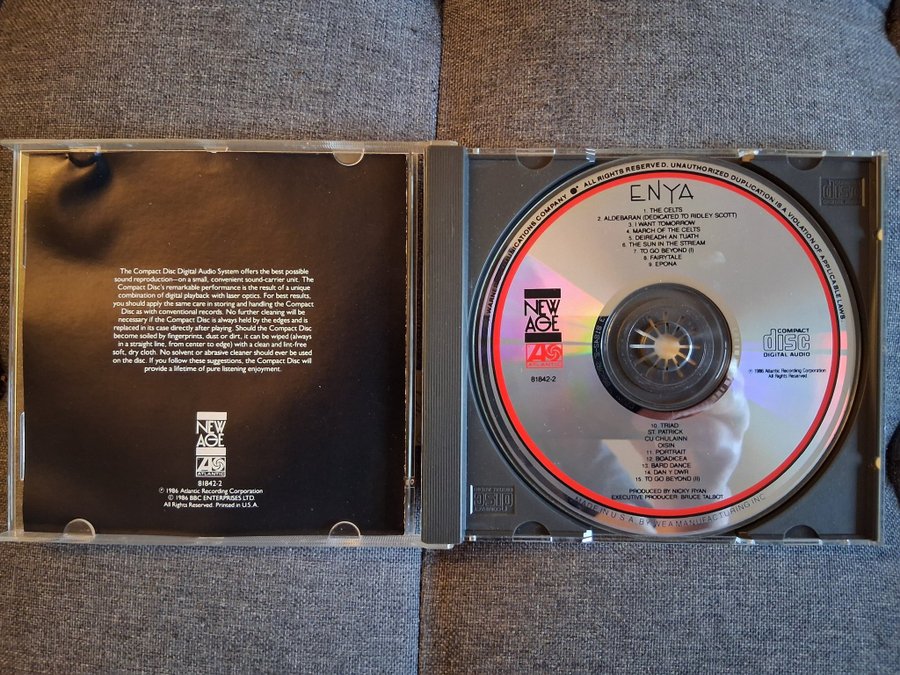 The Compact Disc Digital Audio System offers the best possible
sound reproduction—on a small, convenient sound-carrier unit. The
Compact Disc's remarkable performance is the result of a unique
combination of digital playback with laser optics. For best results,
you should apply the same care in storing and handling the Compact
Disc as with conventional records. No further cleaning will be
necessary if the Compact Disc is always held by the edges and is
replaced in its case directly after playing. Should the Compact Disc
become soiled by fingerprints, dust or dirt, it can be wiped (always
in a straight line, from center to edge) with a clean and lint-free
soft, dry cloth. No solvent or abrasive cleaner should ever be used
on the disc. If you follow these suggestions, the Compact Disc will
provide a lifetime of pure listening enjoyment.
NEW
AGE
ATLANTIC
81842-2
℗ 1986 Atlantic Recording Corporation
© 1986 BBC ENTERPRISES LTD.
All Rights Reserved. Printed in U.S.A.
COMMUNICATIONS COMPANY ALL RIGHTS RESERVED. UNAUTHORIZED DUPLICATION IS A VIOLATION OF APPLICABLE LAWS.
ENYA
1. THE CELTS
2. ALDEBARAN (DEDICATED TO RIDLEY SCOTT)
3. I WANT TOMORROW
4. MARCH OF THE CELTS
5. DEIREADH AN TUATH
6. THE SUN IN THE STREAM
7. TO GO BEYOND (I)
8. FAIRYTALE
9. EPONA
NEW
AGE
ATLANTIC
81842-2
COMPACT
disc
DIGITAL AUDIO
℗ 1986 Atlantic Recording Corporation
All Rights Reserved
10. TRIAD
ST. PATRICK
CU CHULAINN
OISIN
11. PORTRAIT
12. BOADICEA
13. BARD DANCE
14. DAN Y DWR
15. TO GO BEYOND (II)
PRODUCED BY NICKY RYAN
EXECUTIVE PRODUCER: BRUCE TALBOT
MADE IN U.S.A. BY WEA MANUFACTURING INC.
COMPACT
disc
DIGITAL AUDIO